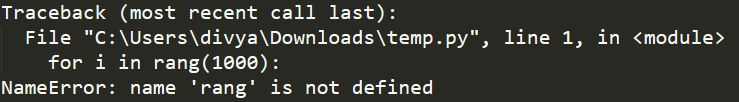 Traceback (most recent call last):
  File "C:\Users\divya\Downloads\temp.py", line 1, in <module>
    for i in rang(1000):
NameError: name 'rang' is not defined